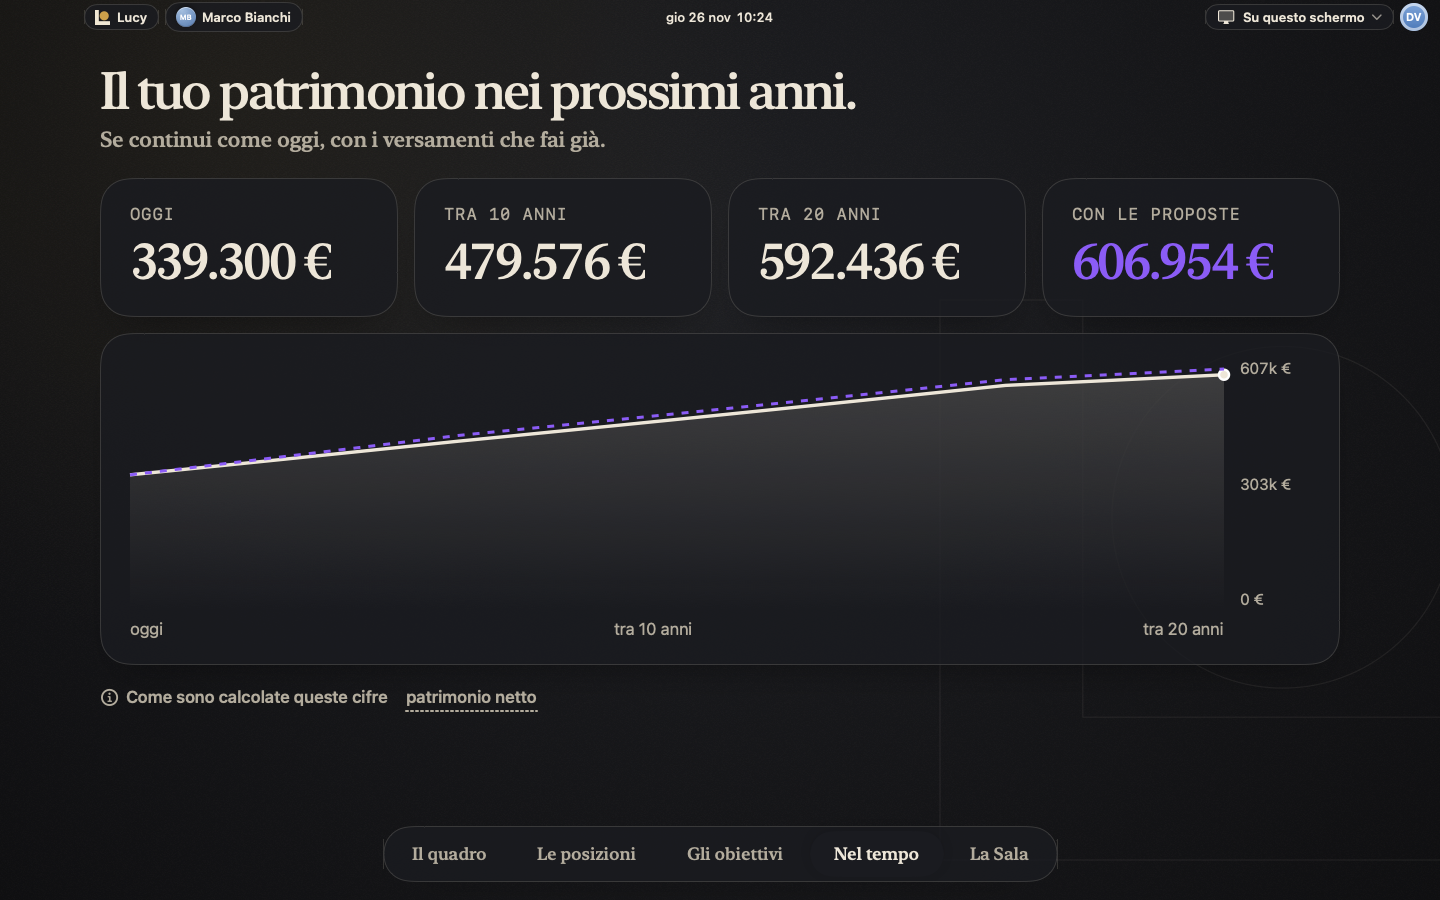 Lucy
MB Marco Bianchi
gio 26 nov 10:24
Su questo schermo
DV
Il tuo patrimonio nei prossimi anni.
Se continui come oggi, con i versamenti che fai già.
OGGI
339.300 €
TRA 10 ANNI
479.576 €
TRA 20 ANNI
592.436 €
CON LE PROPOSTE
606.954 €
607k €
303k €
0 €
oggi
tra 10 anni
tra 20 anni
Come sono calcolate queste cifre
patrimonio netto
Il quadro
Le posizioni
Gli obiettivi
Nel tempo
La Sala